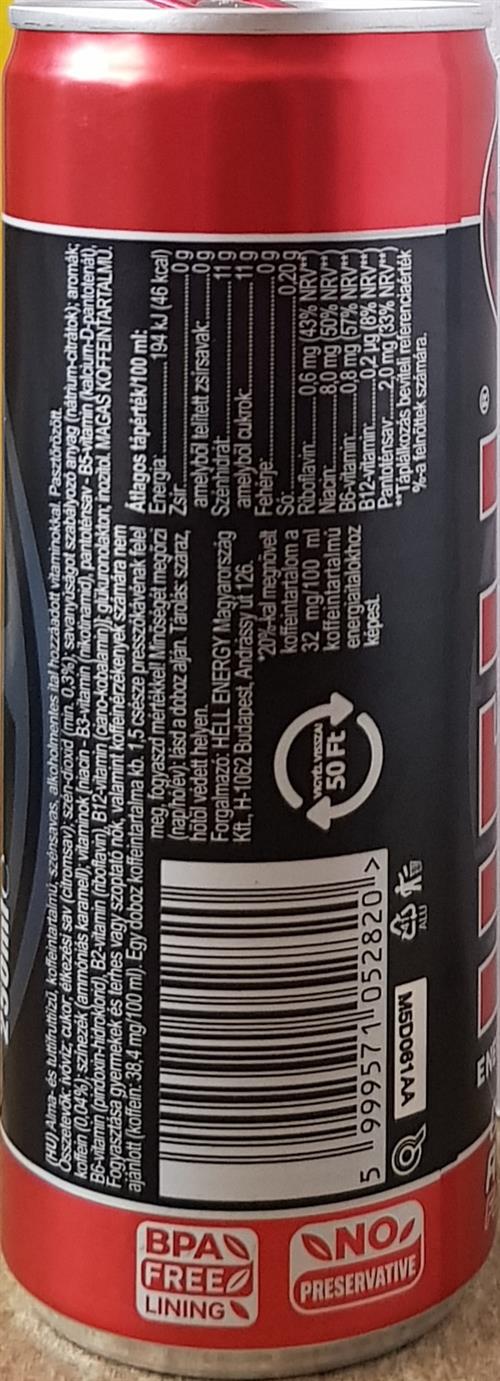 (HU) Alma- és tuttifruttiízű, koffeintartalmú, szénsavas, alkoholmentes ital hozzáadott vitaminokkal. Pasztőrözött.
Összetevők: ivóvíz, cukor, étkezési sav (citromsav), szén-dioxid (min. 0,3%), savanyúságot szabályozó anyag (nátrium-citrátok), aromák,
koffein (0,04%), színezék (ammóniás karamell), vitaminok (niacin - B3-vitamin (nikotinamid), pantoténsav - B5-vitamin (kalcium-D-pantotenát),
B6-vitamin (piridoxin-hidroklorid), B2-vitamin (riboflavin), B12-vitamin (ciano-kobalamin)), glükuronolakton, inozitol. MAGAS KOFFEINTARTALMÚ.
Fogyasztása gyermekek és terhes vagy szoptató nők, valamint koffeinérzékenyek számára nem
ajánlott (koffein: 38,4 mg/100 ml). Egy doboz koffeintartalma kb. 1,5 csésze presszókávénak felel
meg, fogyaszd mértékkel! Minőségét megőrzi
(nap/hó/év): lásd a doboz alján. Tárolás: száraz,
hőtől védett helyen.
Forgalmazó: HELL ENERGY Magyarország
Kft., H-1062 Budapest, Andrássy út 126.
*20%-kal megnövelt
koffeintartalom a
32 mg/100 ml
koffeintartalmú
energiaitalokhoz
képest.
Átlagos tápérték/100 ml:
Energia:..........194 kJ (46 kcal)
Zsír:..........0 g
amelyből telített zsírsavak:..........0 g
Szénhidrát:..........11 g
amelyből cukrok:..........11 g
Fehérje:..........0 g
Só:..........0,20 g
Riboflavin:..........0,6 mg (43% NRV**)
Niacin:..........8,0 mg (50% NRV**)
B6-vitamin:..........0,8 mg (57% NRV**)
B12-vitamin:..........0,2 µg (8% NRV**)
Pantoténsav:..........2,0 mg (33% NRV**)
**Táplálkozási beviteli referenciaérték
%-a felnőttek számára.
50 Ft
5 999571 052820 >
ALU
M5D061AA
®
BPA
FREE
LINING
NO
PRESERVATIVE